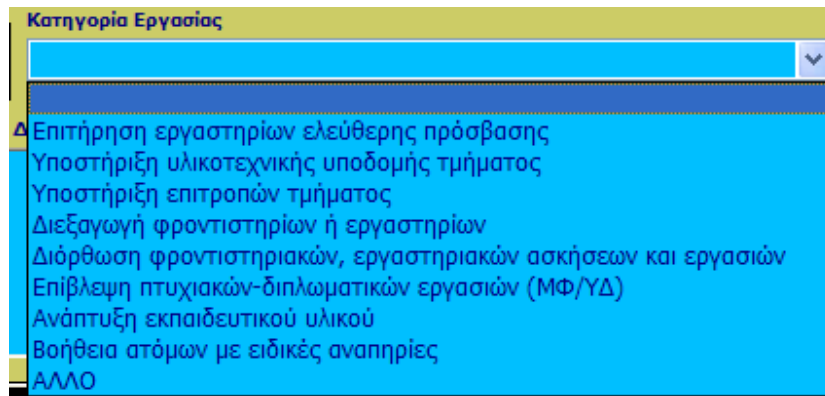 Κατηγορία Εργασίας
Δ
Επιτήρηση εργαστηρίων ελεύθερης πρόσβασης
Υποστήριξη υλικοτεχνικής υποδομής τμήματος
Υποστήριξη επιτροπών τμήματος
Διεξαγωγή φροντιστηρίων ή εργαστηρίων
Διόρθωση φροντιστηριακών, εργαστηριακών ασκήσεων και εργασιών
Επίβλεψη πτυχιακών-διπλωματικών εργασιών (ΜΦ/ΥΔ)
Ανάπτυξη εκπαιδευτικού υλικού
Βοήθεια ατόμων με ειδικές αναπηρίες
ΑΛΛΟ